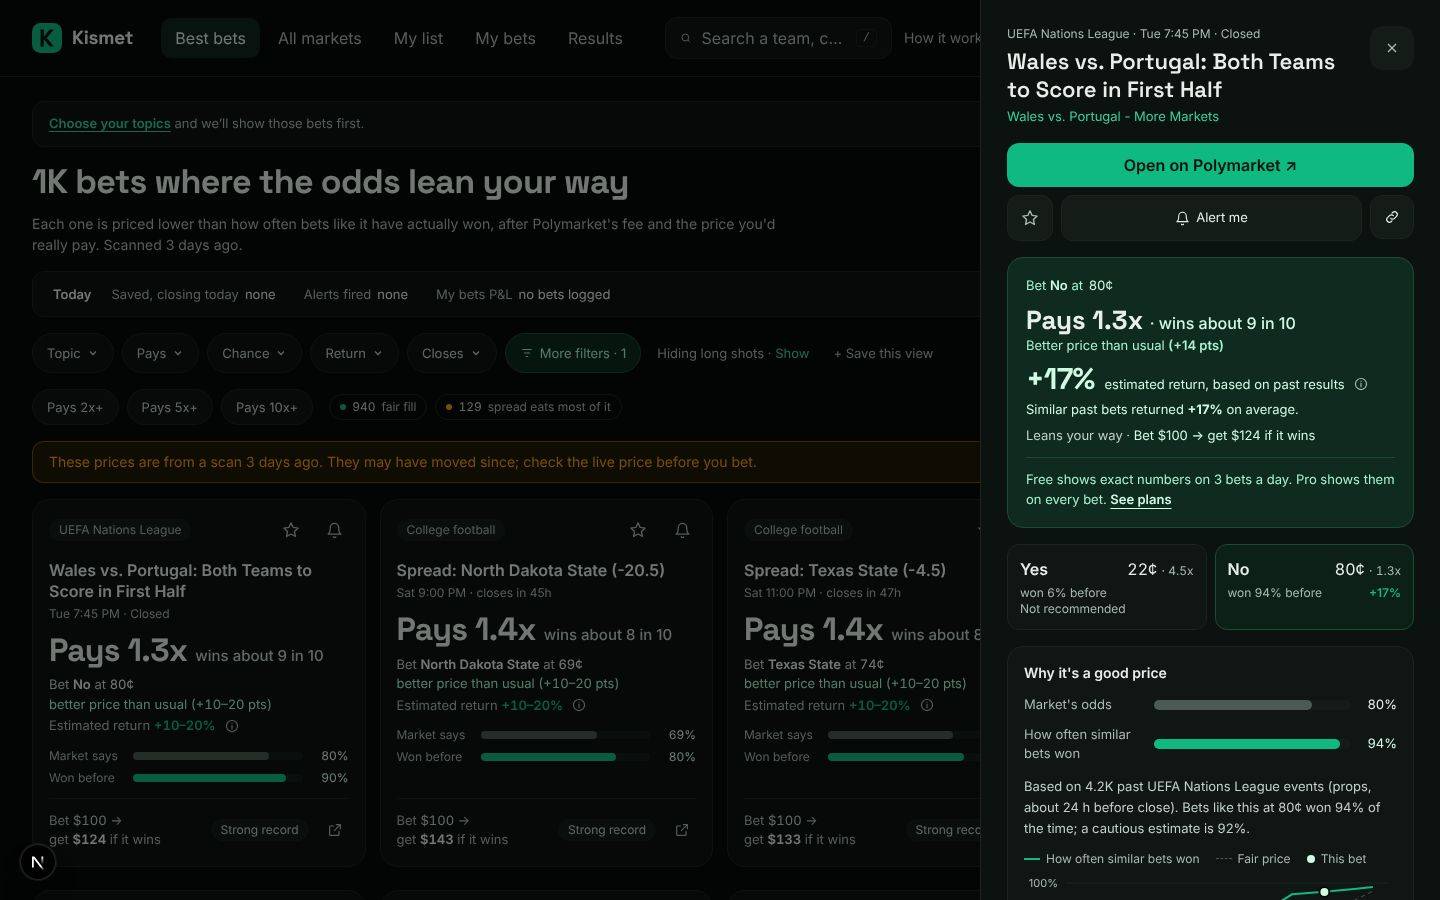 K Kismet
Best bets
All markets
My list
My bets
Results
Search a team, c... /
How it work
Choose your topics and we'll show those bets first.
1K bets where the odds lean your way
Each one is priced lower than how often bets like it have actually won, after Polymarket's fee and the price you'd
really pay. Scanned 3 days ago.
Today Saved, closing today none Alerts fired none My bets P&L no bets logged
Topic Pays Chance Return Closes More filters · 1 Hiding long shots · Show + Save this view
Pays 2x+ Pays 5x+ Pays 10x+ 940 fair fill 129 spread eats most of it
These prices are from a scan 3 days ago. They may have moved since; check the live price before you bet.
UEFA Nations League
Wales vs. Portugal: Both Teams to
Score in First Half
Tue 7:45 PM · Closed
Pays 1.3x wins about 9 in 10
Bet No at 80¢
better price than usual (+10–20 pts)
Estimated return +10–20%
Market says 80%
Won before 90%
Bet $100 →
get $124 if it wins
Strong record
N
College football
Spread: North Dakota State (-20.5)
Sat 9:00 PM · closes in 45h
Pays 1.4x wins about 8 in 10
Bet North Dakota State at 69¢
better price than usual (+10–20 pts)
Estimated return +10–20%
Market says 69%
Won before 80%
Bet $100 →
get $143 if it wins
Strong record
College football
Spread: Texas State (-4.5)
Sat 11:00 PM · closes in 47h
Pays 1.4x wins about 8
Bet Texas State at 74¢
better price than usual (+10–20 pts)
Estimated return +10–20%
Market says
Won before
Bet $100 →
get $133 if it wins
Strong rec
UEFA Nations League · Tue 7:45 PM · Closed
Wales vs. Portugal: Both Teams
to Score in First Half
Wales vs. Portugal - More Markets
Open on Polymarket ↗
Alert me
Bet No at 80¢
Pays 1.3x · wins about 9 in 10
Better price than usual (+14 pts)
+17% estimated return, based on past results
Similar past bets returned +17% on average.
Leans your way · Bet $100 → get $124 if it wins
Free shows exact numbers on 3 bets a day. Pro shows them
on every bet. See plans
Yes 22¢ · 4.5x
won 6% before
Not recommended
No 80¢ · 1.3x
won 94% before +17%
Why it's a good price
Market's odds 80%
How often similar
bets won 94%
Based on 4.2K past UEFA Nations League events (props,
about 24 h before close). Bets like this at 80¢ won 94% of
the time; a cautious estimate is 92%.
How often similar bets won Fair price This bet
100%